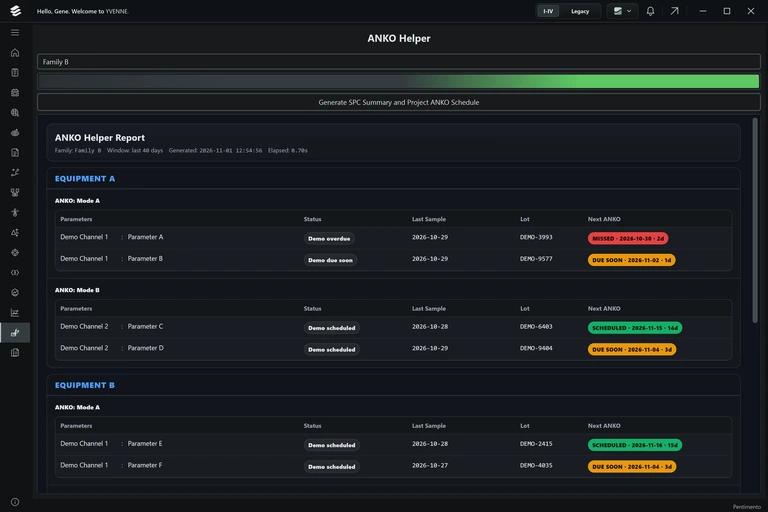 Hello, Gene. Welcome to YVENNE.
I-IV Legacy
ANKO Helper
Family B
Generate SPC Summary and Project ANKO Schedule
ANKO Helper Report
Family: Family B Window: last 40 days Generated: 2026-11-01 12:54:56 Elapsed: 0.70s
EQUIPMENT A
ANKO: Mode A
Parameters Status Last Sample Lot Next ANKO
Demo Channel 1 : Parameter A Demo overdue 2026-10-29 DEMO-3993 MISSED · 2026-10-30 · 2d
Demo Channel 1 : Parameter B Demo due soon 2026-10-29 DEMO-9577 DUE SOON · 2026-11-02 · 1d
ANKO: Mode B
Parameters Status Last Sample Lot Next ANKO
Demo Channel 2 : Parameter C Demo scheduled 2026-10-28 DEMO-6403 SCHEDULED · 2026-11-15 · 14d
Demo Channel 2 : Parameter D Demo scheduled 2026-10-29 DEMO-9404 DUE SOON · 2026-11-04 · 3d
EQUIPMENT B
ANKO: Mode A
Parameters Status Last Sample Lot Next ANKO
Demo Channel 1 : Parameter E Demo scheduled 2026-10-28 DEMO-2415 SCHEDULED · 2026-11-16 · 15d
Demo Channel 1 : Parameter F Demo scheduled 2026-10-27 DEMO-4035 DUE SOON · 2026-11-04 · 3d
Pentimento